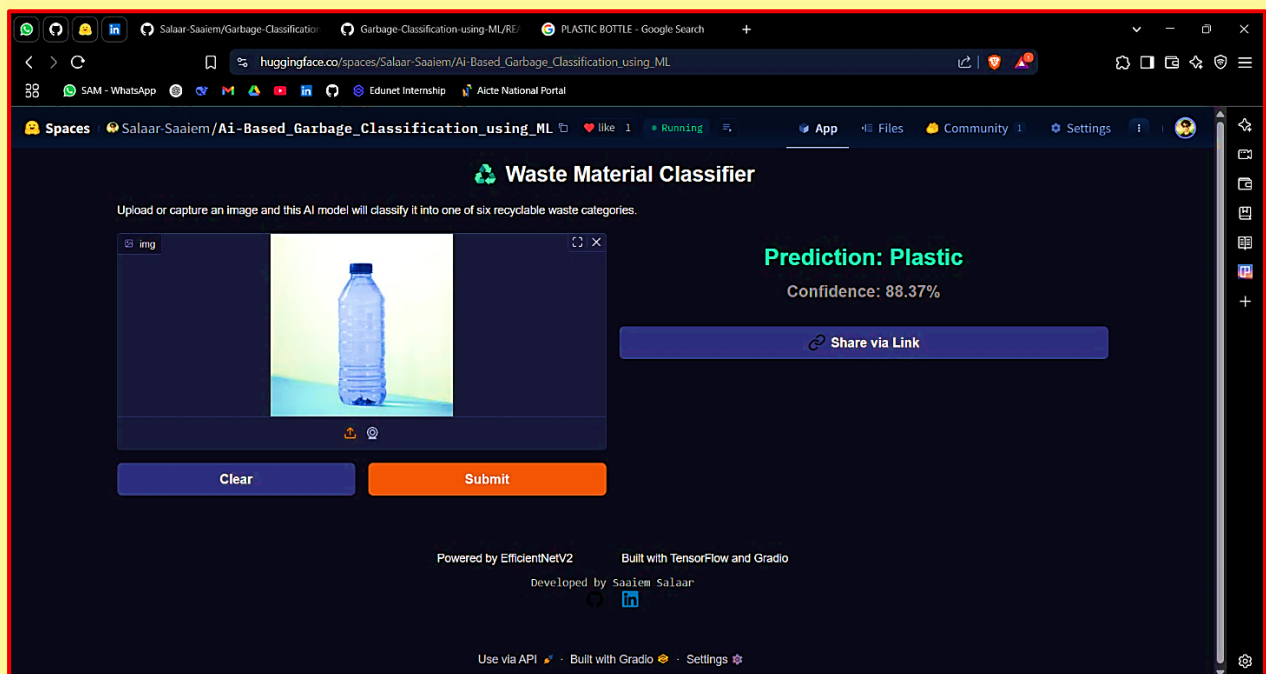 Salaar-Saaiem/Garbage-Classification
Garbage-Classification-using-ML/RE
PLASTIC BOTTLE - Google Search
huggingface.co/spaces/Salaar-Saaiem/Ai-Based_Garbage_Classification_using_ML
SAM - WhatsApp
Edunet Internship
Aicte National Portal
Spaces
Salaar-Saaiem/Ai-Based_Garbage_Classification_using_ML
like 1
Running
App
Files
Community 1
Settings
Waste Material Classifier
Upload or capture an image and this AI model will classify it into one of six recyclable waste categories.
img
Prediction: Plastic
Confidence: 88.37%
Share via Link
Clear
Submit
Powered by EfficientNetV2
Built with TensorFlow and Gradio
Developed by Saaiem Salaar
Use via API · Built with Gradio · Settings